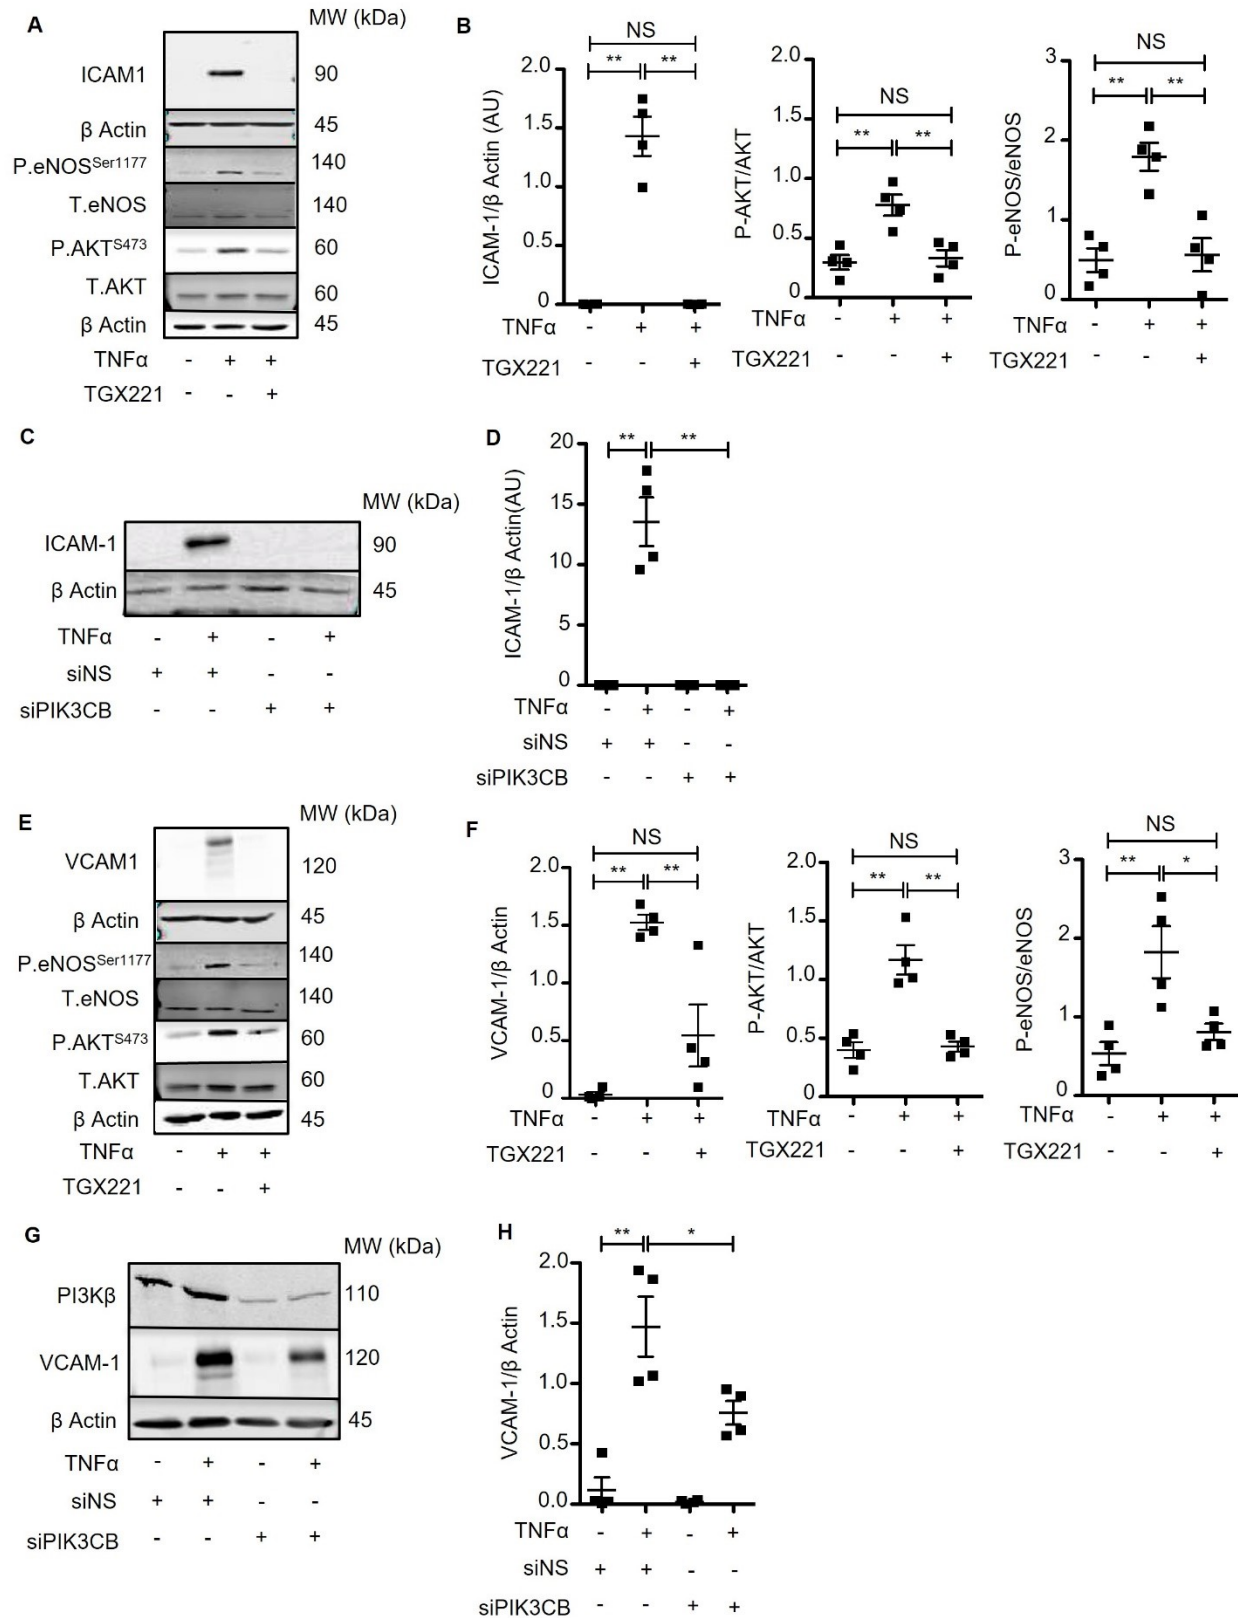 A
MW (kDa)
ICAM1
90
β Actin
45
P.eNOSSer1177
140
T.eNOS
140
P.AKTS473
60
T.AKT
60
β Actin
45
TNFα - + +
TGX221 - - +
B
NS
** **
2.0
1.5
1.0
0.5
0
ICAM-1/β Actin (AU)
TNFα - + +
TGX221 - - +
NS
** **
2.0
1.5
1.0
0.5
0
P-AKT/AKT
TNFα - + +
TGX221 - - +
NS
** **
3
2
1
0
P-eNOS/eNOS
TNFα - + +
TGX221 - - +
C
MW (kDa)
ICAM-1
90
β Actin
45
TNFα - + - +
siNS + + - -
siPIK3CB - - + +
D
** **
20
15
10
5
0
ICAM-1/β Actin(AU)
TNFα - + - +
siNS + + - -
siPIK3CB - - + +
E
MW (kDa)
VCAM1
120
β Actin
45
P.eNOSSer1177
140
T.eNOS
140
P.AKTS473
60
T.AKT
60
β Actin
45
TNFα - + +
TGX221 - - +
F
NS
** **
2.0
1.5
1.0
0.5
0
VCAM-1/β Actin
TNFα - + +
TGX221 - - +
NS
** **
2.0
1.5
1.0
0.5
0
P-AKT/AKT
TNFα - + +
TGX221 - - +
NS
** *
3
2
1
0
P-eNOS/eNOS
TNFα - + +
TGX221 - - +
G
MW (kDa)
PI3Kβ
110
VCAM-1
120
β Actin
45
TNFα - + - +
siNS + + - -
siPIK3CB - - + +
H
** *
2.0
1.5
1.0
0.5
0.0
VCAM-1/β Actin
TNFα - + - +
siNS + + - -
siPIK3CB - - + +